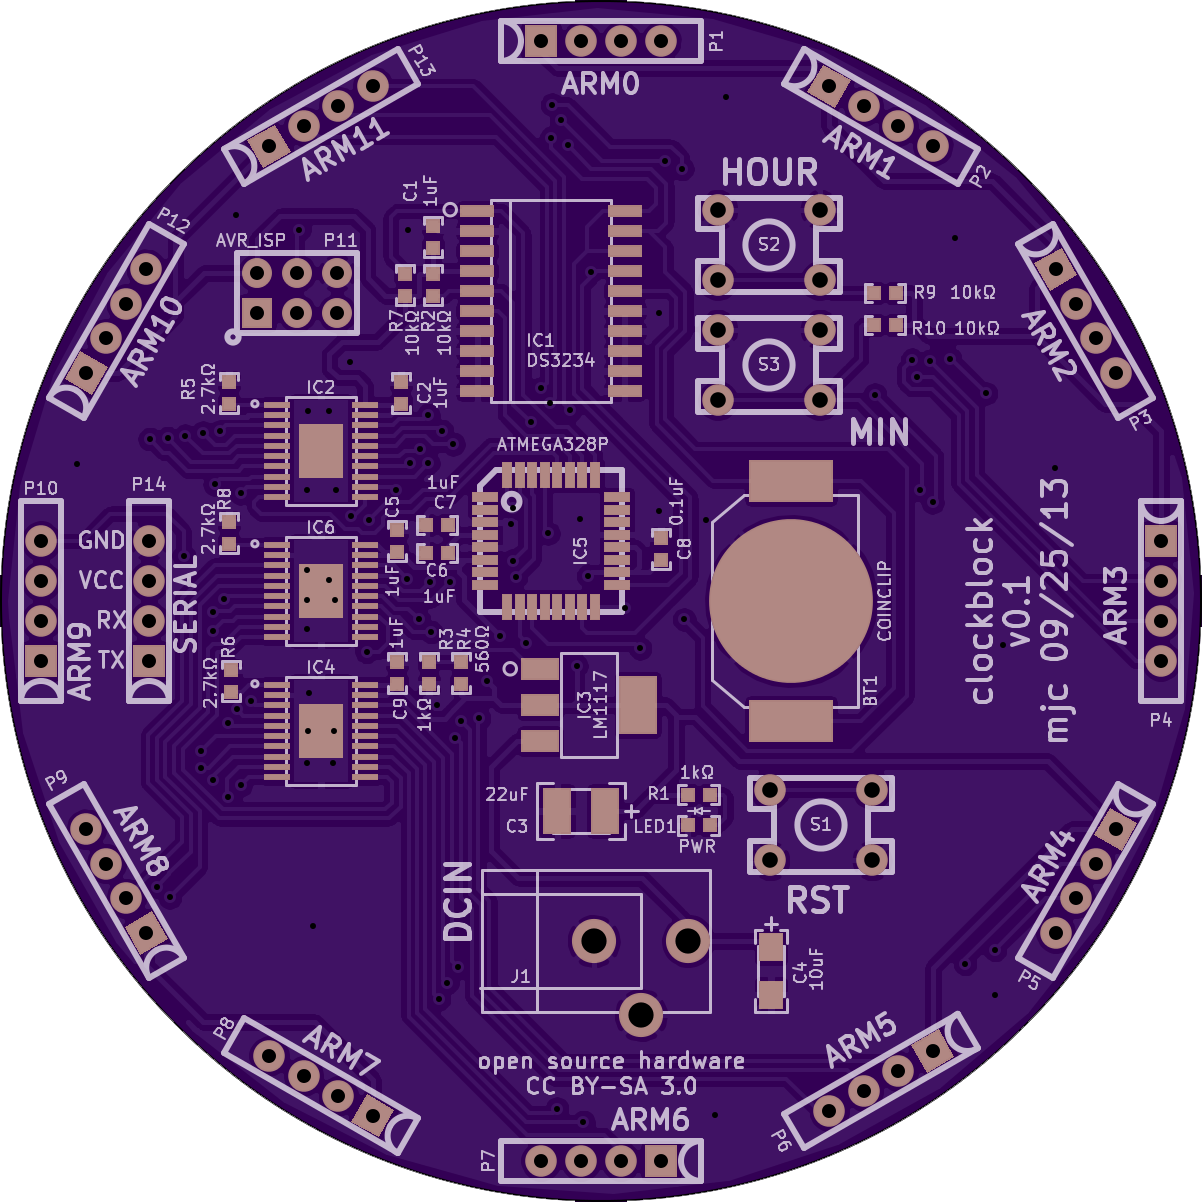 P1
ARM0
P13
ARM11
ARM1
P2
HOUR
C1
1uF
P12
AVR_ISP
P11
S2
ARM10
R7
10kΩ
R2
10kΩ
IC1
DS3234
R9 10kΩ
R10 10kΩ
S3
ARM2
P3
MIN
R5
2.7kΩ
IC2
C2
1uF
ATMEGA328P
P10
P14
R8
2.7kΩ
C5
1uF
1uF
C7
C6
1uF
IC6
IC5
0.1uF
C8
COINCLIP
BT1
clockblock
v0.1
mjc 09/25/13
ARM3
P4
GND
VCC
RX
TX
SERIAL
ARM9
R6
2.7kΩ
IC4
1uF
C9
R3
1kΩ
R4
560Ω
IC3
LM1117
P9
ARM8
22uF
C3
+
1kΩ
R1
LED1
PWR
S1
RST
ARM4
P5
DCIN
J1
+
C4
10uF
P8
ARM7
open source hardware
CC BY-SA 3.0
ARM6
P7
ARM5
P6